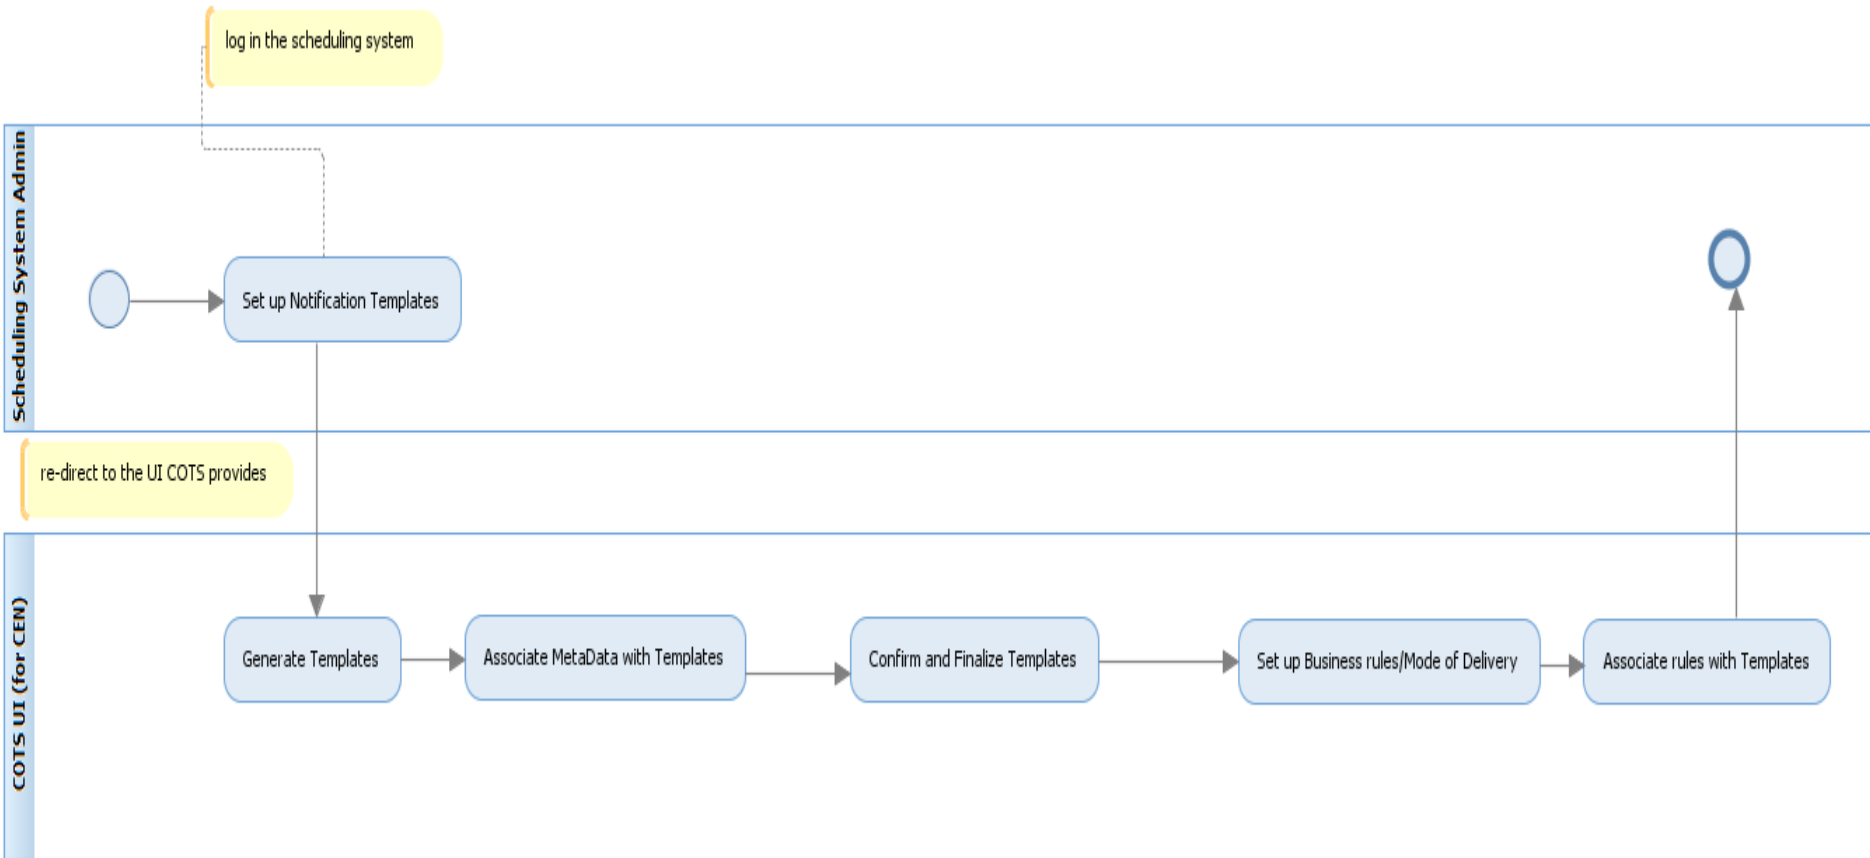 log in the scheduling system
Scheduling System Admin
Set up Notification Templates
re-direct to the UI COTS provides
COTS UI (for CEN)
Generate Templates
Associate MetaData with Templates
Confirm and Finalize Templates
Set up Business rules/Mode of Delivery
Associate rules with Templates